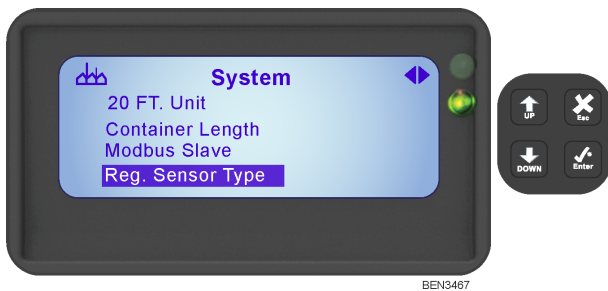 System
20 FT. Unit
Container Length
Modbus Slave
Reg. Sensor Type
UP
Esc
DOWN
Enter
BEN3467